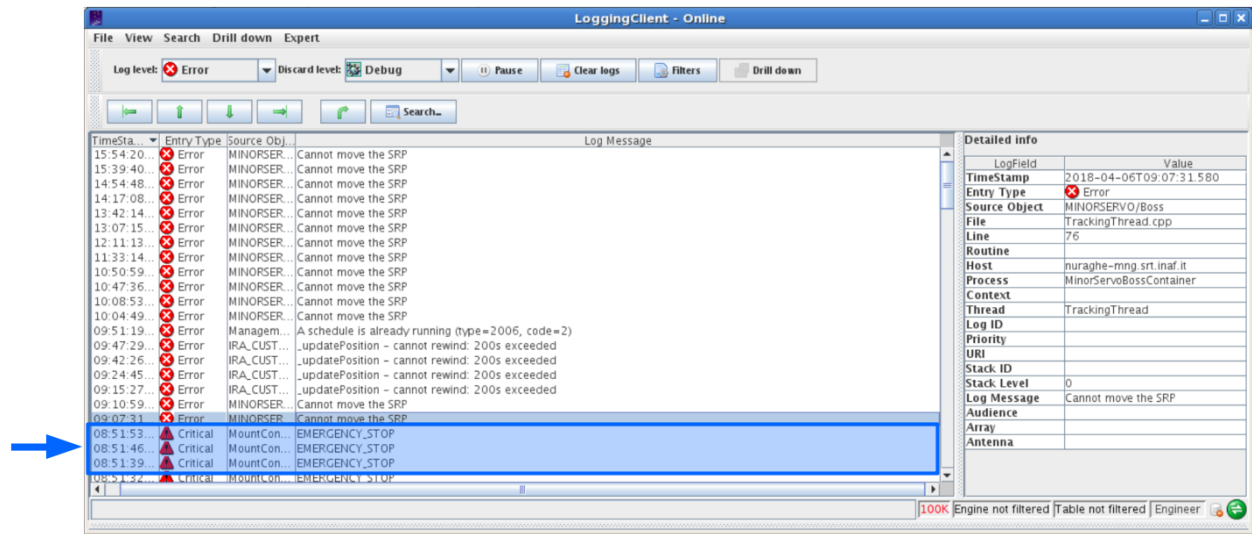 LoggingClient - Online
File View Search Drill down Expert
Log level: Error Discard level: Debug Pause Clear logs Filters Drill down
Search...
TimeSta... Entry Type Source Obj... Log Message
15:54:20... Error MINORSER... Cannot move the SRP
15:39:40... Error MINORSER... Cannot move the SRP
14:54:48... Error MINORSER... Cannot move the SRP
14:17:08... Error MINORSER... Cannot move the SRP
13:42:14... Error MINORSER... Cannot move the SRP
13:07:15... Error MINORSER... Cannot move the SRP
12:11:13... Error MINORSER... Cannot move the SRP
11:33:14... Error MINORSER... Cannot move the SRP
10:50:59... Error MINORSER... Cannot move the SRP
10:47:36... Error MINORSER... Cannot move the SRP
10:08:53... Error MINORSER... Cannot move the SRP
10:04:49... Error MINORSER... Cannot move the SRP
09:51:19... Error Managem... A schedule is already running (type=2006, code=2)
09:47:29... Error IRA_CUST... _updatePosition - cannot rewind: 200s exceeded
09:42:26... Error IRA_CUST... _updatePosition - cannot rewind: 200s exceeded
09:24:45... Error IRA_CUST... _updatePosition - cannot rewind: 200s exceeded
09:15:27... Error IRA_CUST... _updatePosition - cannot rewind: 200s exceeded
09:10:59... Error MINORSER... Cannot move the SRP
09:07:31... Error MINORSER... Cannot move the SRP
08:51:53... Critical MountCon... EMERGENCY_STOP
08:51:46... Critical MountCon... EMERGENCY_STOP
08:51:39... Critical MountCon... EMERGENCY_STOP
08:51:32... Critical MountCon... EMERGENCY_STOP
Detailed info
LogField Value
TimeStamp 2018-04-06T09:07:31.580
Entry Type Error
Source Object MINORSERVO/Boss
File TrackingThread.cpp
Line 76
Routine
Host nuraghe-mng.srt.inaf.it
Process MinorServoBossContainer
Context
Thread TrackingThread
Log ID
Priority
URI
Stack ID
Stack Level 0
Log Message Cannot move the SRP
Audience
Array
Antenna
100K Engine not filtered Table not filtered Engineer